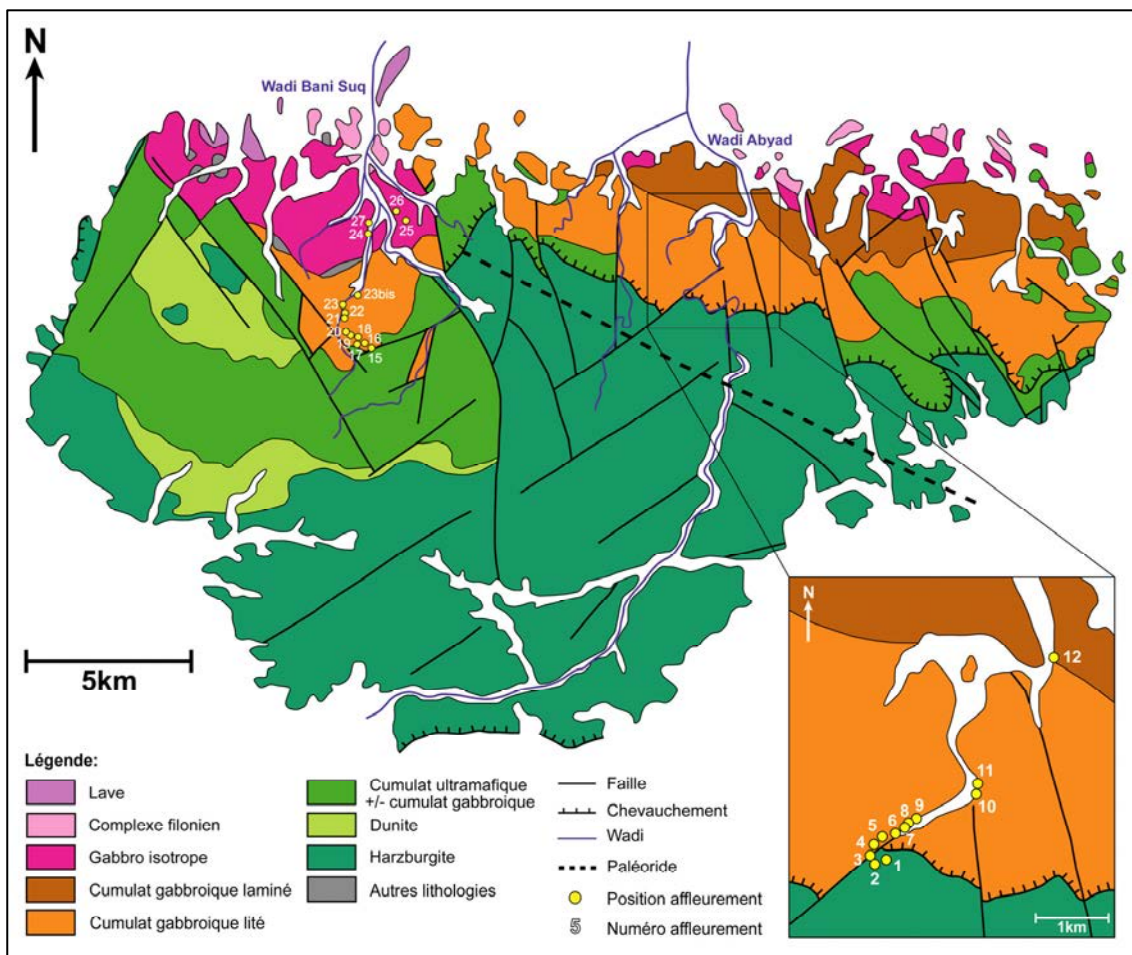 N
Wadi Bani Suq
Wadi Abyad
26
27
25
24
23bis
23
22
21
20
18
16
19
15
17
5km
N
12
11
10
9
8
6
5
7
4
3
1
2
1km
Légende:
Lave
Complexe filonien
Gabbro isotrope
Cumulat gabbroique laminé
Cumulat gabbroique lité
Cumulat ultramafique
+/- cumulat gabbroique
Dunite
Harzburgite
Autres lithologies
Faille
Chevauchement
Wadi
Paléoride
Position affleurement
5 Numéro affleurement